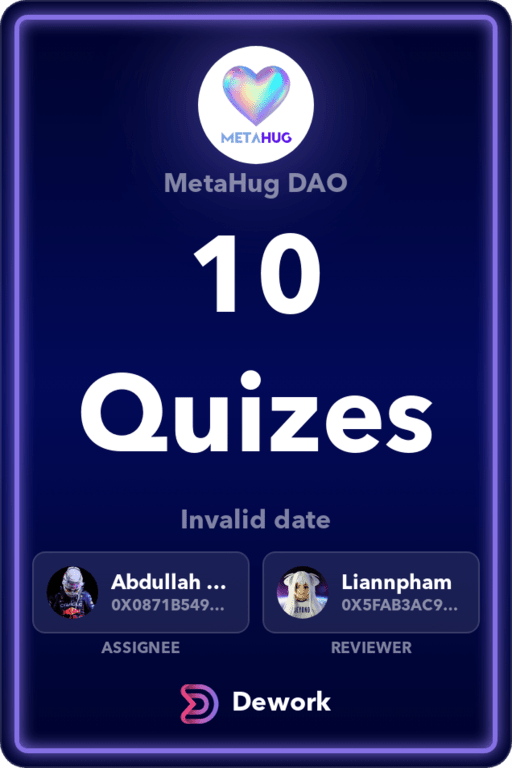 METAHUG
MetaHug DAO
10
Quizes
Invalid date
Abdullah ...
0X0871B549...
ASSIGNEE
Liannpham
0X5FAB3AC9...
REVIEWER
Dework